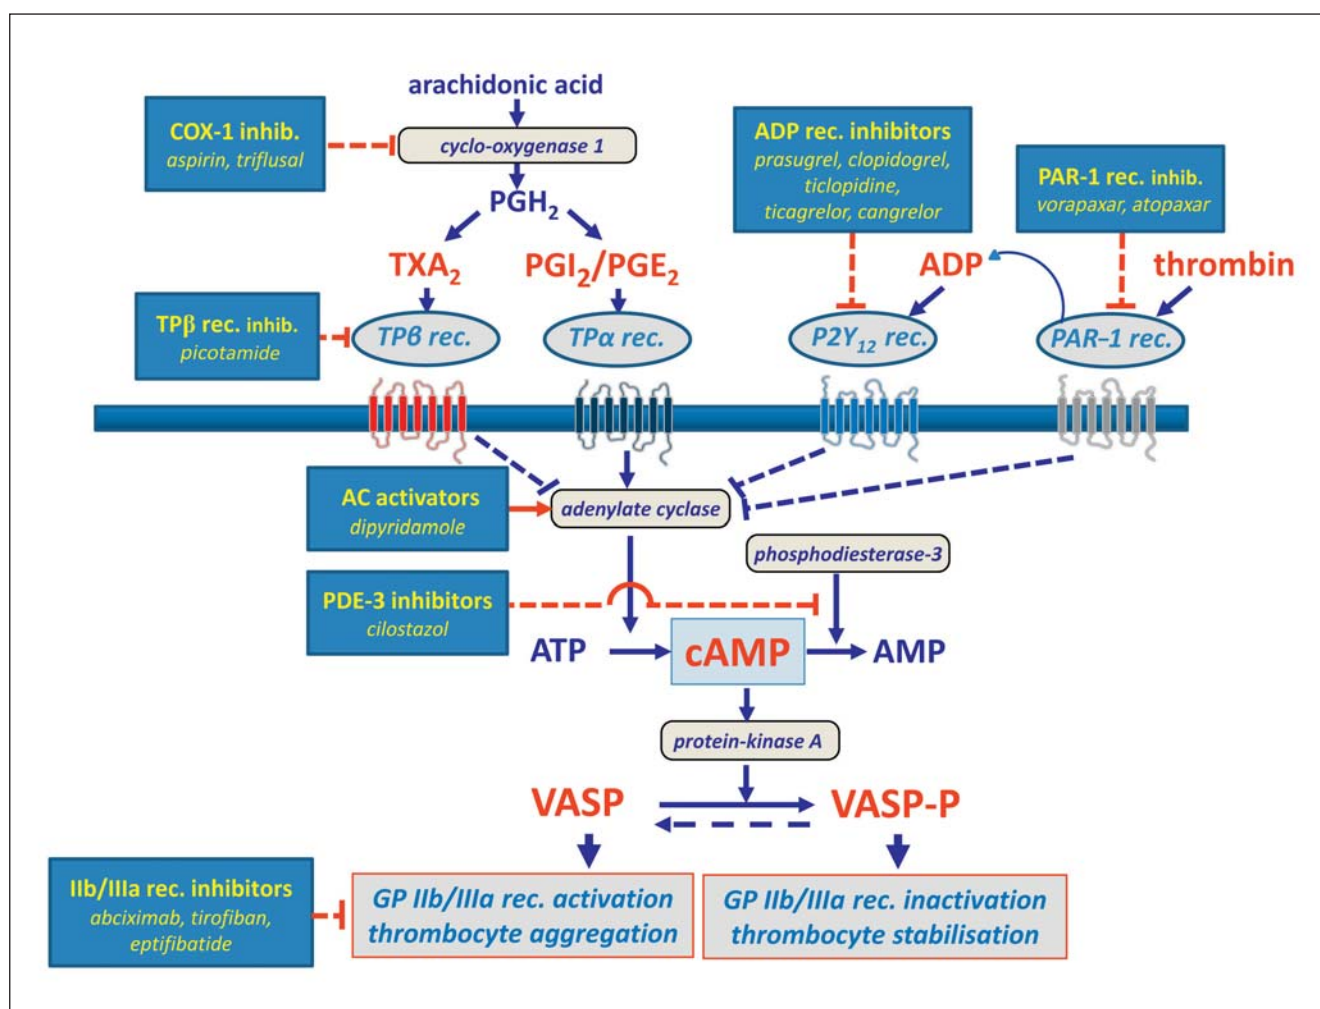 arachidonic acid
COX-1 inhib.
aspirin, triflusal
cyclo-oxygenase 1
ADP rec. inhibitors
prasugrel, clopidogrel,
ticlopidine,
ticagrelor, cangrelor
PAR-1 rec. inhib.
vorapaxar, atopaxar
PGH₂
TXA₂
PGI₂/PGE₂
ADP
thrombin
TPβ rec. inhib.
picotamide
TPβ rec.
TPα rec.
P2Y₁₂ rec.
PAR–1 rec.
AC activators
dipyridamole
adenylate cyclase
phosphodiesterase-3
PDE-3 inhibitors
cilostazol
ATP
cAMP
AMP
protein-kinase A
VASP
VASP-P
IIb/IIIa rec. inhibitors
abciximab, tirofiban,
eptifibatide
GP IIb/IIIa rec. activation
thrombocyte aggregation
GP IIb/IIIa rec. inactivation
thrombocyte stabilisation